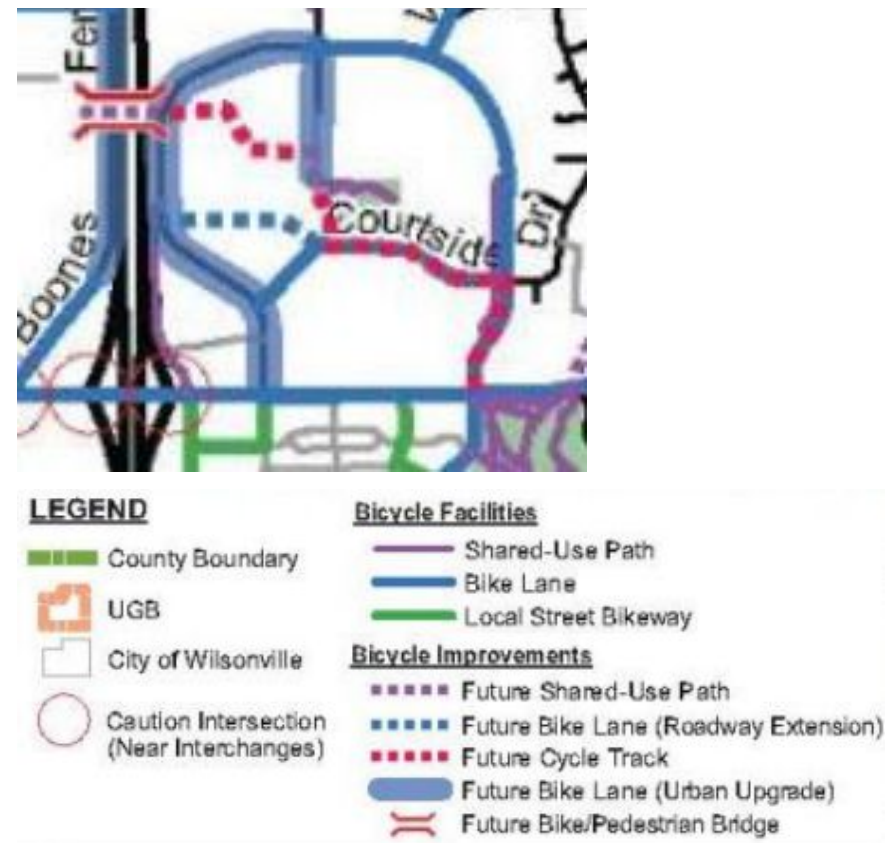 Boones
Fer
Courtside
Dr
LEGEND
County Boundary
UGB
City of Wilsonville
Caution Intersection
(Near Interchanges)
Bicycle Facilities
Shared-Use Path
Bike Lane
Local Street Bikeway
Bicycle Improvements
Future Shared-Use Path
Future Bike Lane (Roadway Extension)
Future Cycle Track
Future Bike Lane (Urban Upgrade)
Future Bike/Pedestrian Bridge